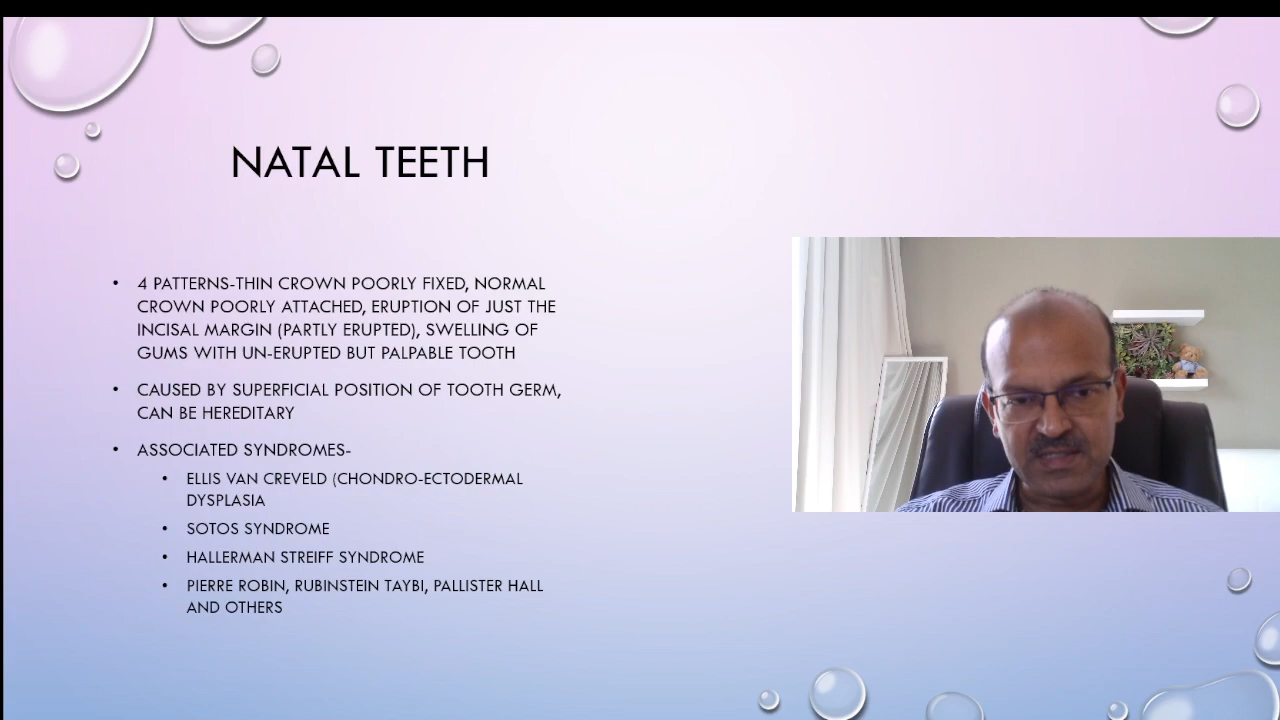 NATAL TEETH
• 4 PATTERNS-THIN CROWN POORLY FIXED, NORMAL
CROWN POORLY ATTACHED, ERUPTION OF JUST THE
INCISAL MARGIN (PARTLY ERUPTED), SWELLING OF
GUMS WITH UN-ERUPTED BUT PALPABLE TOOTH
• CAUSED BY SUPERFICIAL POSITION OF TOOTH GERM,
CAN BE HEREDITARY
• ASSOCIATED SYNDROMES-
• ELLIS VAN CREVELD (CHONDRO-ECTODERMAL
DYSPLASIA
• SOTOS SYNDROME
• HALLERMAN STREIFF SYNDROME
• PIERRE ROBIN, RUBINSTEIN TAYBI, PALLISTER HALL
AND OTHERS